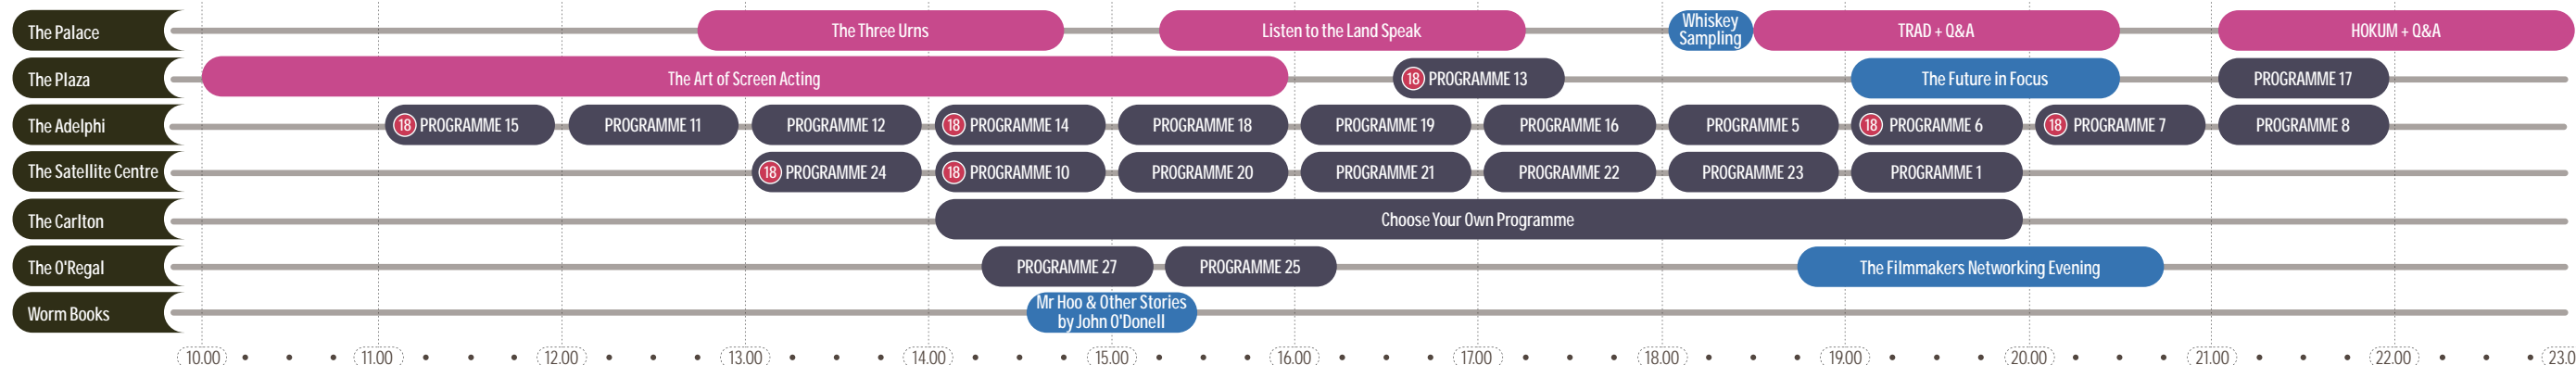 The Palace
The Three Urns
Listen to the Land Speak
Whiskey
Sampling
TRAD + Q&A
HOKUM + Q&A
The Plaza
The Art of Screen Acting
18 PROGRAMME 13
The Future in Focus
PROGRAMME 17
The Adelphi
18 PROGRAMME 15
PROGRAMME 11
PROGRAMME 12
18 PROGRAMME 14
PROGRAMME 18
PROGRAMME 19
PROGRAMME 16
PROGRAMME 5
18 PROGRAMME 6
18 PROGRAMME 7
PROGRAMME 8
The Satellite Centre
18 PROGRAMME 24
18 PROGRAMME 10
PROGRAMME 20
PROGRAMME 21
PROGRAMME 22
PROGRAMME 23
PROGRAMME 1
The Carlton
Choose Your Own Programme
The O'Regal
PROGRAMME 27
PROGRAMME 25
The Filmmakers Networking Evening
Worm Books
Mr Hoo & Other Stories
by John O'Donell
10.00 11.00 12.00 13.00 14.00 15.00 16.00 17.00 18.00 19.00 20.00 21.00 22.00 23.0